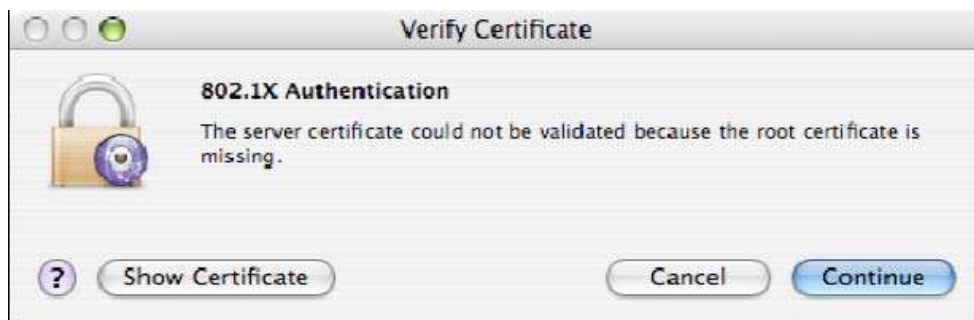 Verify Certificate
802.1X Authentication
The server certificate could not be validated because the root certificate is
missing.
? Show Certificate Cancel Continue